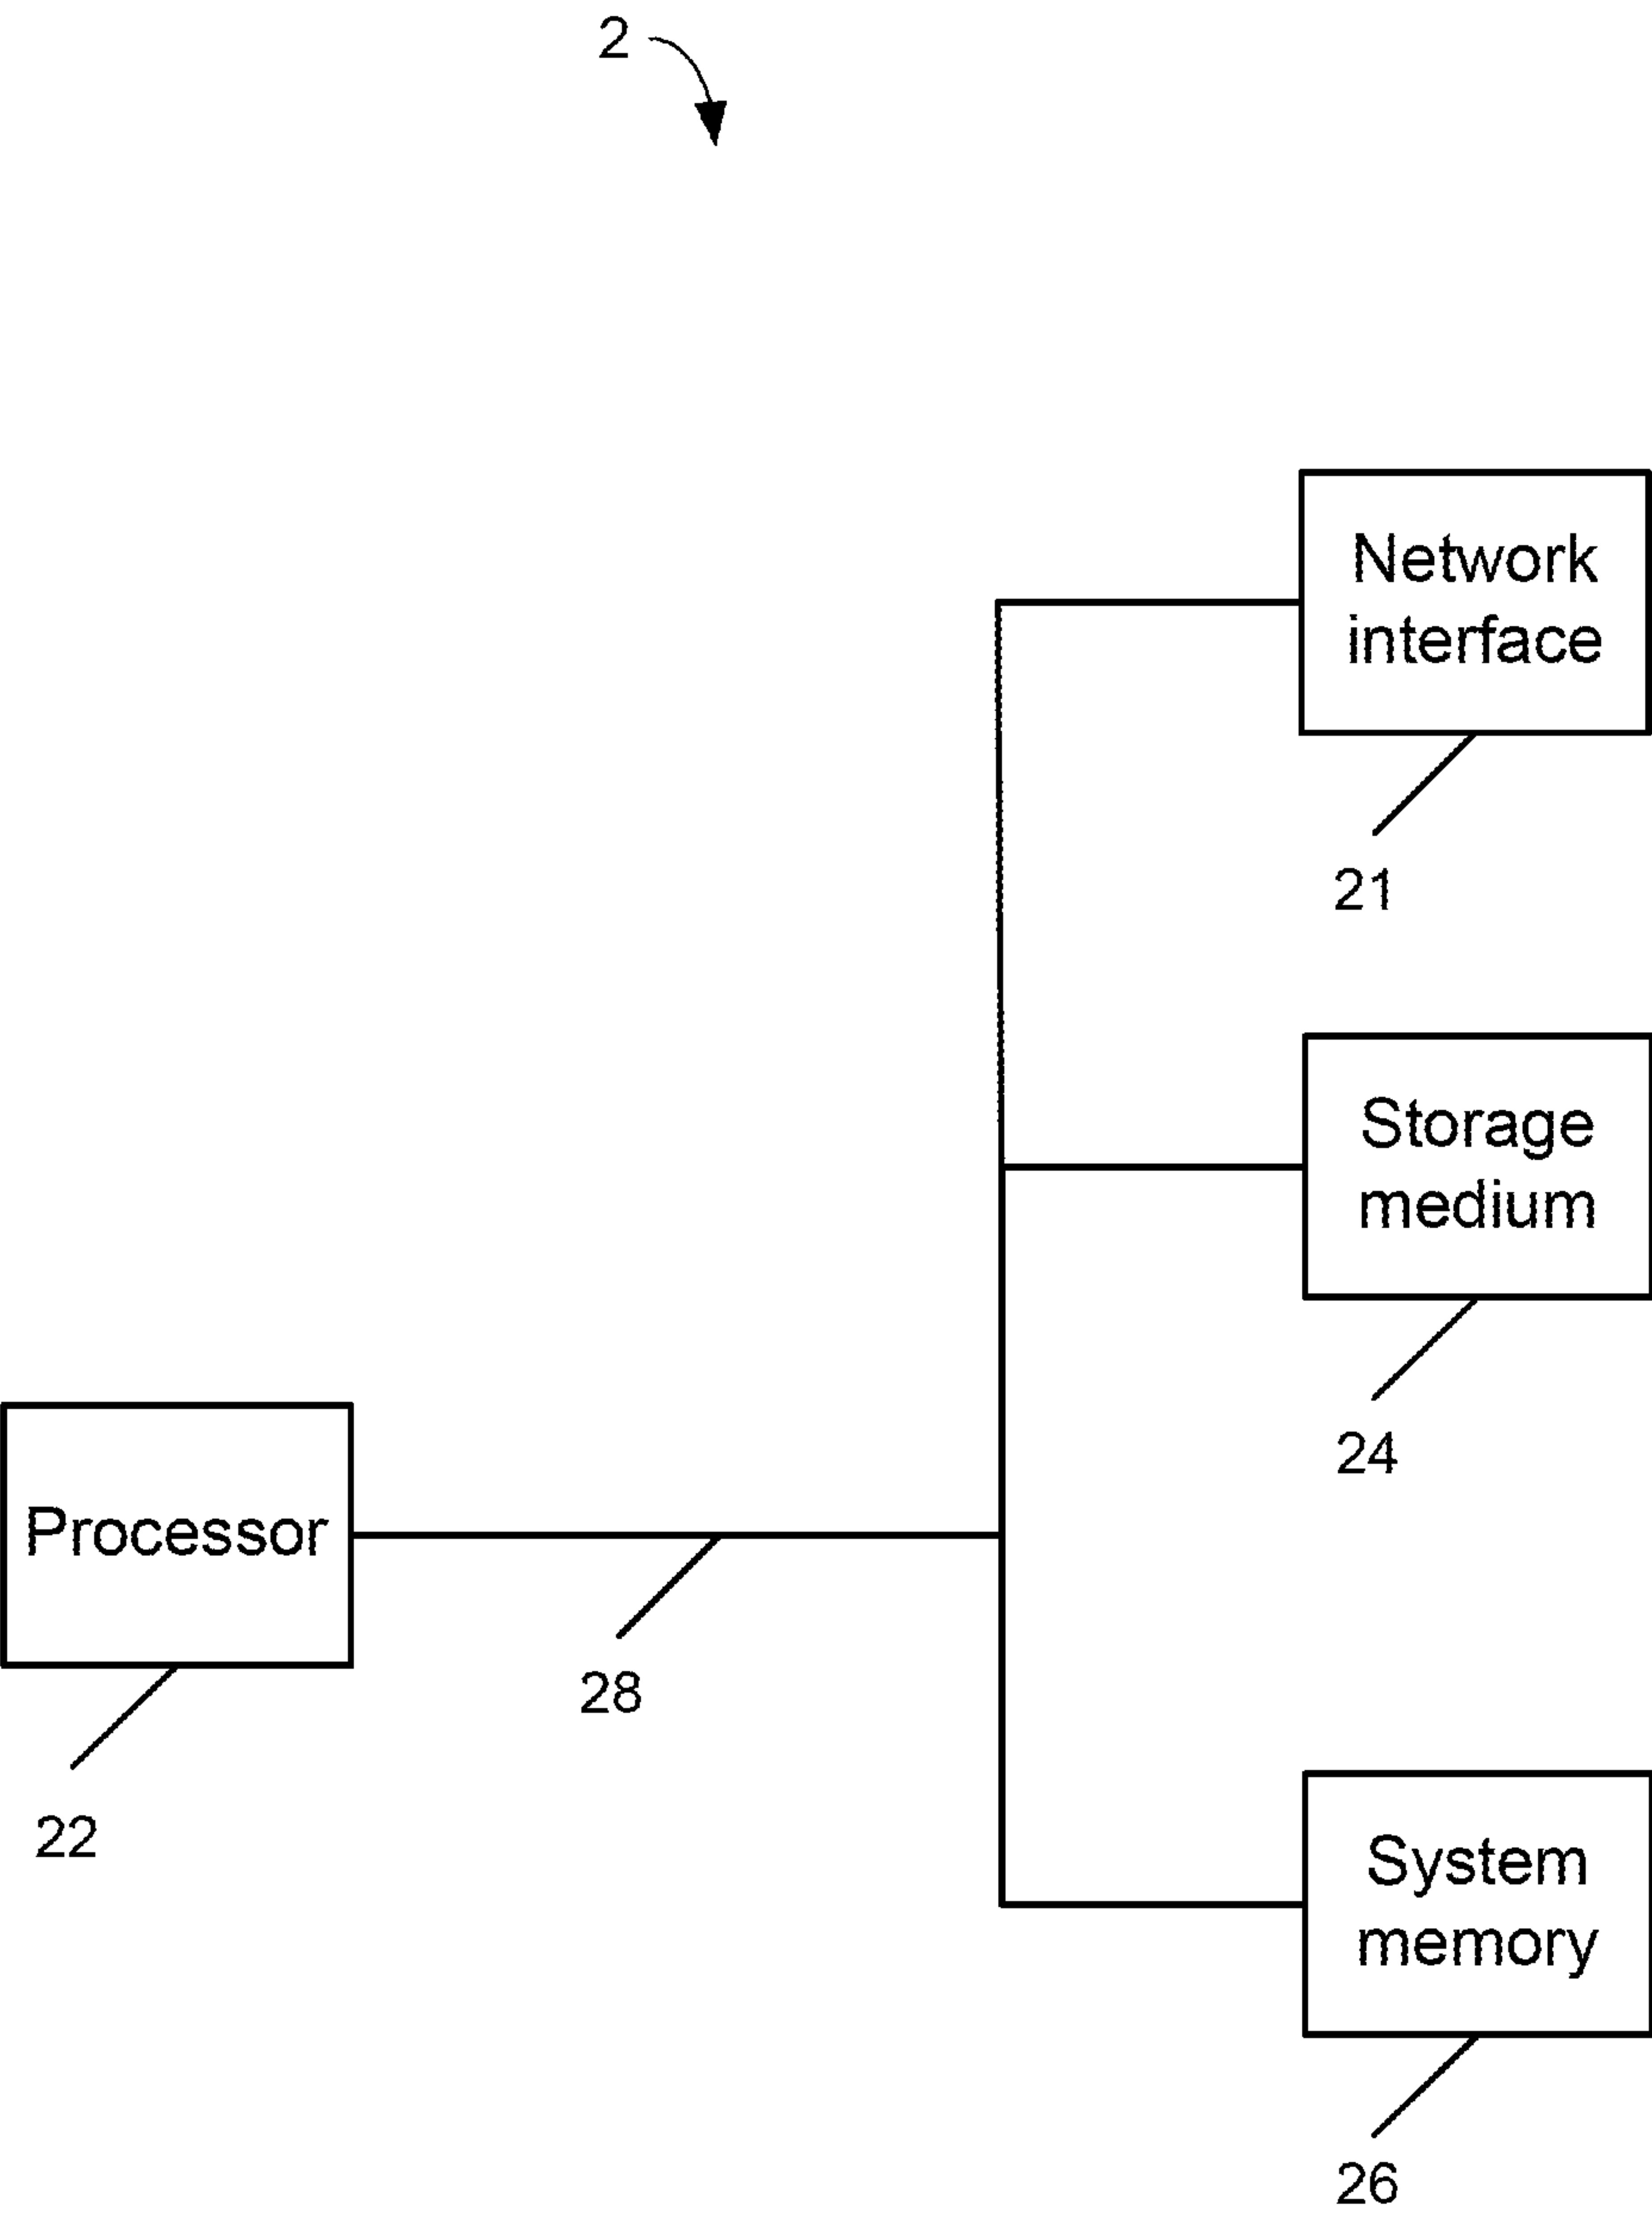 2
Network
interface
21
Storage
medium
24
Processor
28
22
System
memory
26